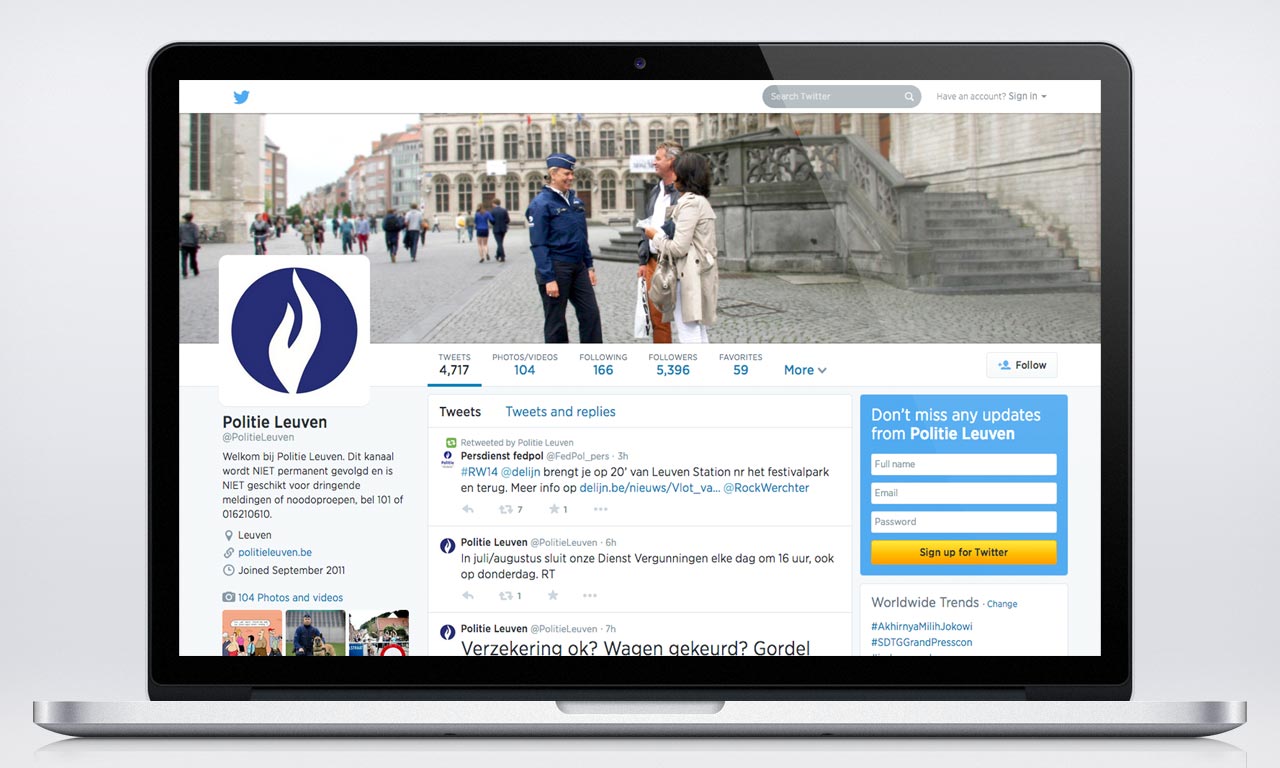 Search Twitter
Have an account? Sign in
TWEETS
4,717
PHOTOS/VIDEOS
104
FOLLOWING
166
FOLLOWERS
5,396
FAVORITES
59
More
Follow
Politie Leuven
@PolitieLeuven
Welkom bij Politie Leuven. Dit kanaal
wordt NIET permanent gevolgd en is
NIET geschikt voor dringende
meldingen of noodoproepen, bel 101 of
016210610.
Leuven
politieleuven.be
Joined September 2011
104 Photos and videos
Tweets
Tweets and replies
Retweeted by Politie Leuven
Persdienst fedpol @FedPol_pers · 3h
#RW14 @delijn brengt je op 20' van Leuven Station nr het festivalpark
en terug. Meer info op delijn.be/nieuws/Vlot_va... @RockWerchter
7
1
Politie Leuven @PolitieLeuven · 6h
In juli/augustus sluit onze Dienst Vergunningen elke dag om 16 uur, ook
op donderdag. RT
1
Politie Leuven @PolitieLeuven · 7h
Verzekering ok? Wagen gekeurd? Gordel
Don't miss any updates
from Politie Leuven
Full name
Email
Password
Sign up for Twitter
Worldwide Trends · Change
#AkhirnyaMilihJokowi
#SDTGGrandPresscon